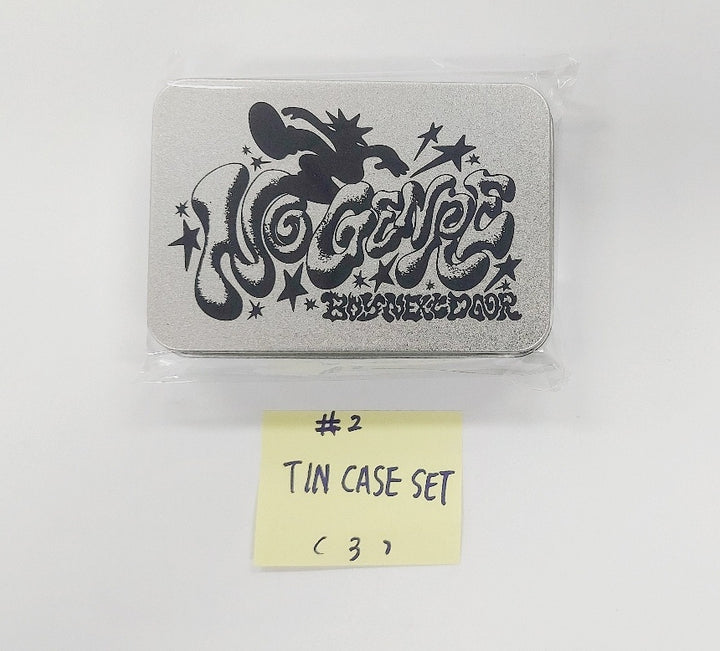 NO GENRE
BOYNEXTDOOR
#2
TIN CASE SET
(3)